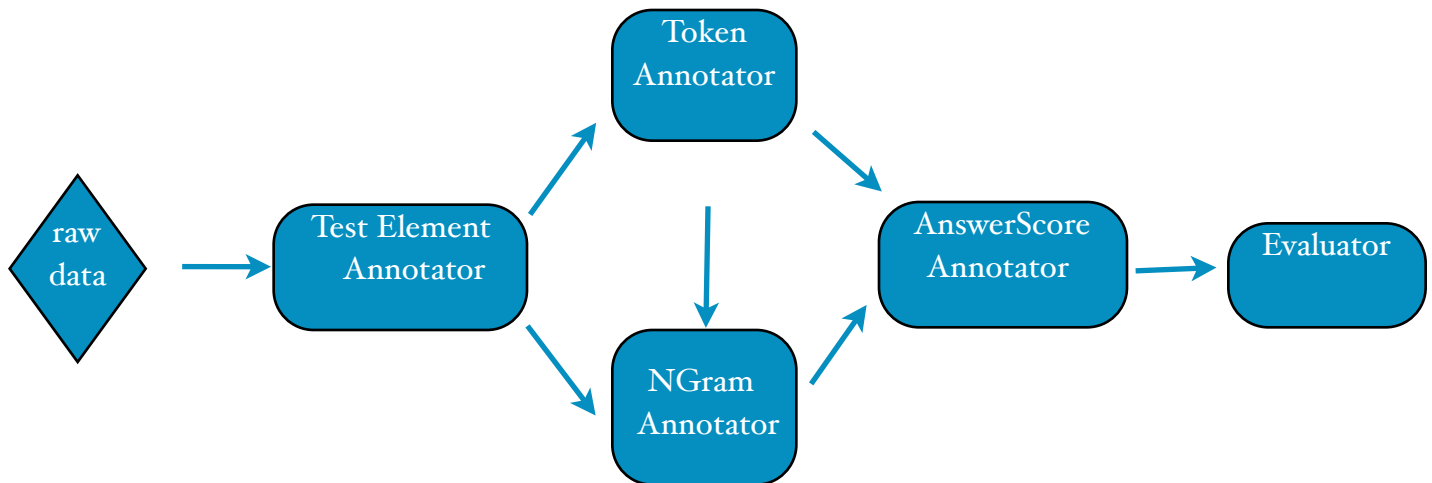 Token
Annotator
raw
data
Test Element
Annotator
AnswerScore
Annotator
Evaluator
NGram
Annotator